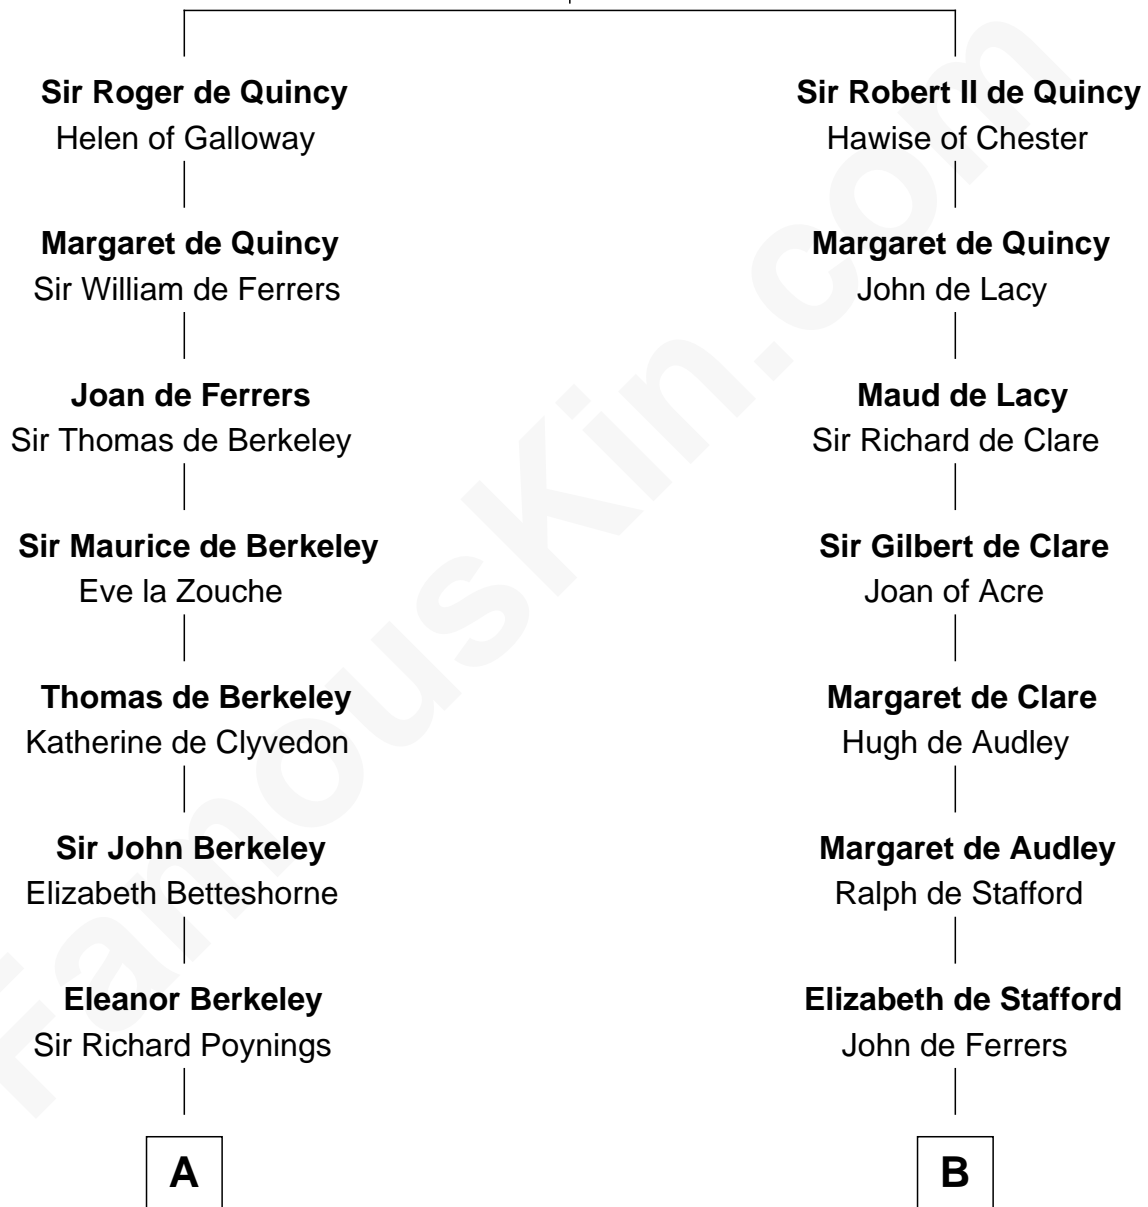 Sir Roger de Quincy
Helen of Galloway
Margaret de Quincy
Sir William de Ferrers
Joan de Ferrers
Sir Thomas de Berkeley
Sir Maurice de Berkeley
Eve la Zouche
Thomas de Berkeley
Katherine de Clyvedon
Sir John Berkeley
Elizabeth Betteshorne
Eleanor Berkeley
Sir Richard Poynings
A
Sir Robert II de Quincy
Hawise of Chester
Margaret de Quincy
John de Lacy
Maud de Lacy
Sir Richard de Clare
Sir Gilbert de Clare
Joan of Acre
Margaret de Clare
Hugh de Audley
Margaret de Audley
Ralph de Stafford
Elizabeth de Stafford
John de Ferrers
B
FamousKin.com